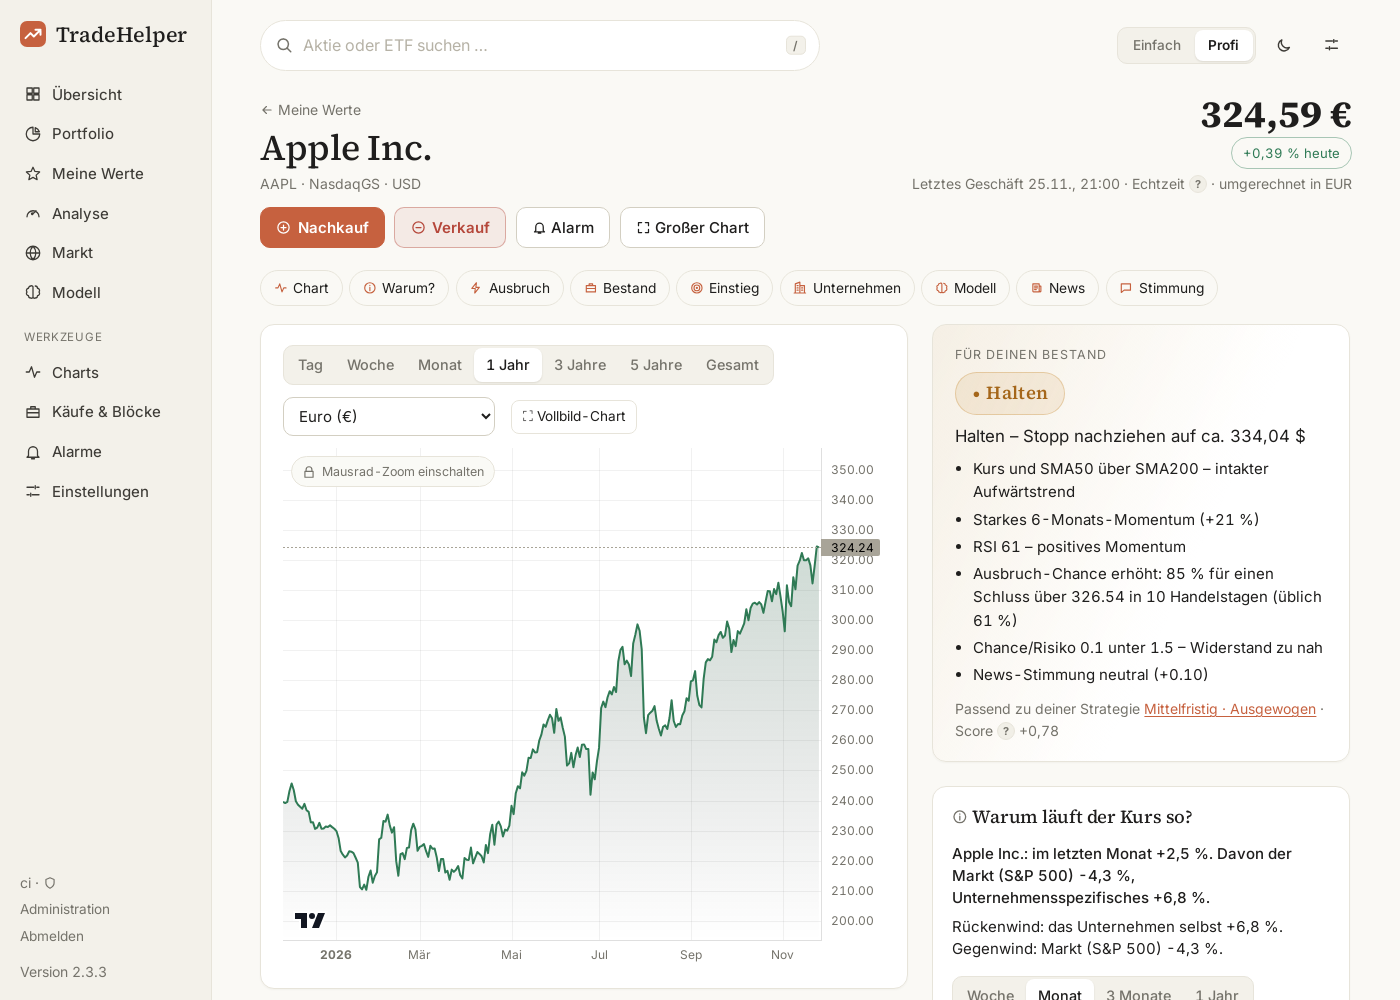 TradeHelper
Aktie oder ETF suchen ...
/
Einfach
Profi
Übersicht
Portfolio
Meine Werte
Analyse
Markt
Modell
WERKZEUGE
Charts
Käufe & Blöcke
Alarme
Einstellungen
ci ·
Administration
Abmelden
Version 2.3.3
← Meine Werte
Apple Inc.
AAPL · NasdaqGS · USD
324,59 €
+0,39 % heute
Letztes Geschäft 25.11., 21:00 · Echtzeit ? · umgerechnet in EUR
Nachkauf
Verkauf
Alarm
Großer Chart
Chart
Warum?
Ausbruch
Bestand
Einstieg
Unternehmen
Modell
News
Stimmung
Tag
Woche
Monat
1 Jahr
3 Jahre
5 Jahre
Gesamt
Euro (€)
Vollbild-Chart
Mausrad-Zoom einschalten
350.00
340.00
330.00
324.24
320.00
310.00
300.00
290.00
280.00
270.00
260.00
250.00
240.00
230.00
220.00
210.00
200.00
2026
Mär
Mai
Jul
Sep
Nov
FÜR DEINEN BESTAND
• Halten
Halten – Stopp nachziehen auf ca. 334,04 $
• Kurs und SMA50 über SMA200 – intakter
Aufwärtstrend
• Starkes 6-Monats-Momentum (+21 %)
• RSI 61 – positives Momentum
• Ausbruch-Chance erhöht: 85 % für einen
Schluss über 326.54 in 10 Handelstagen (üblich
61 %)
• Chance/Risiko 0.1 unter 1.5 – Widerstand zu nah
• News-Stimmung neutral (+0.10)
Passend zu deiner Strategie Mittelfristig · Ausgewogen ·
Score ? +0,78
Warum läuft der Kurs so?
Apple Inc.: im letzten Monat +2,5 %. Davon der
Markt (S&P 500) -4,3 %,
Unternehmensspezifisches +6,8 %.
Rückenwind: das Unternehmen selbst +6,8 %.
Gegenwind: Markt (S&P 500) -4,3 %.
Woche
Monat
3 Monate
1 Jahr